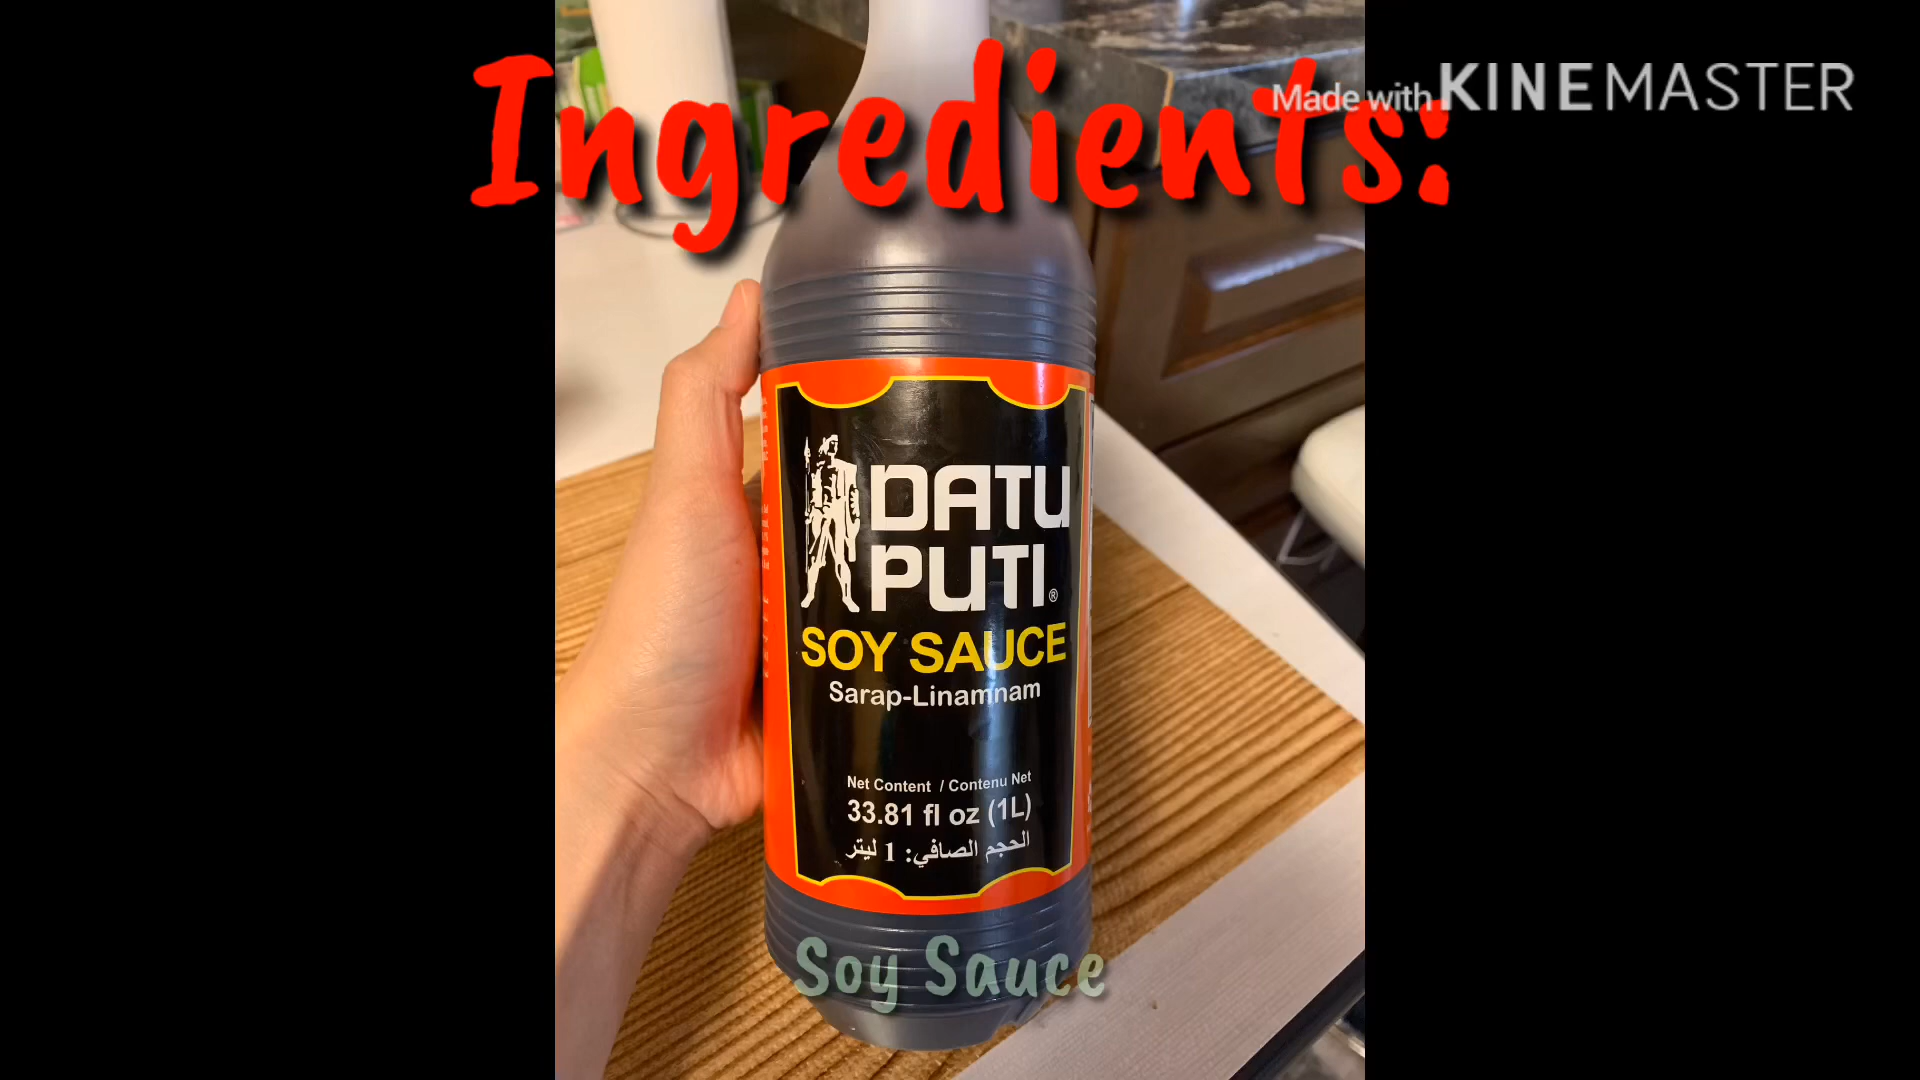 Ingredients:
Made with KINEMASTER
DATU
PUTI®
SOY SAUCE
Sarap-Linamnam
Net Content / Contenu Net
33.81 fl oz (1L)
الحجم الصافي: 1 ليتر
Soy Sauce